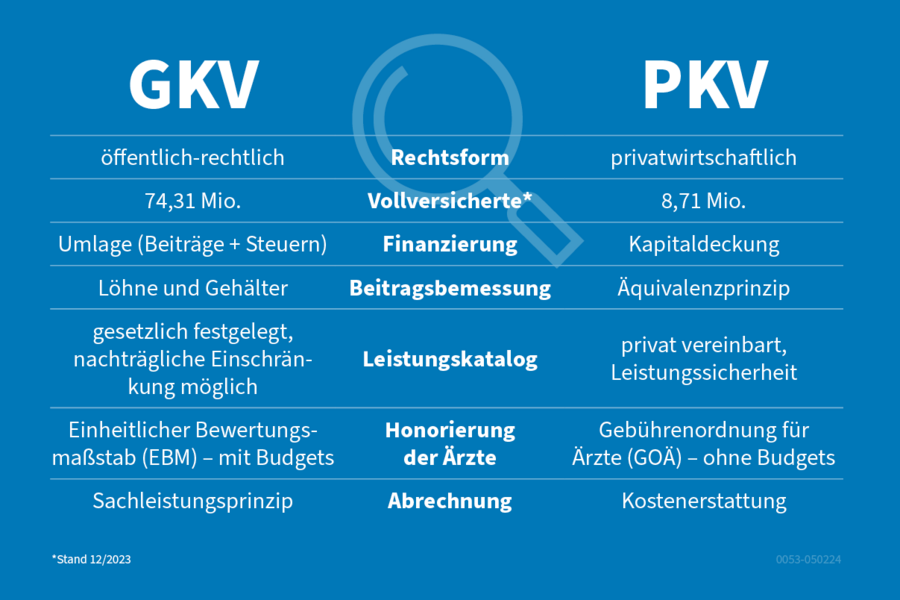 GKV PKV
öffentlich-rechtlich Rechtsform privatwirtschaftlich
74,31 Mio. Vollversicherte* 8,71 Mio.
Umlage (Beiträge + Steuern) Finanzierung Kapitaldeckung
Löhne und Gehälter Beitragsbemessung Äquivalenzprinzip
gesetzlich festgelegt,
nachträgliche Einschrän-
kung möglich
Leistungskatalog
privat vereinbart,
Leistungssicherheit
Einheitlicher Bewertungs-
maßstab (EBM) – mit Budgets
Honorierung
der Ärzte
Gebührenordnung für
Ärzte (GOÄ) – ohne Budgets
Sachleistungsprinzip Abrechnung Kostenerstattung
*Stand 12/2023 0053-050224